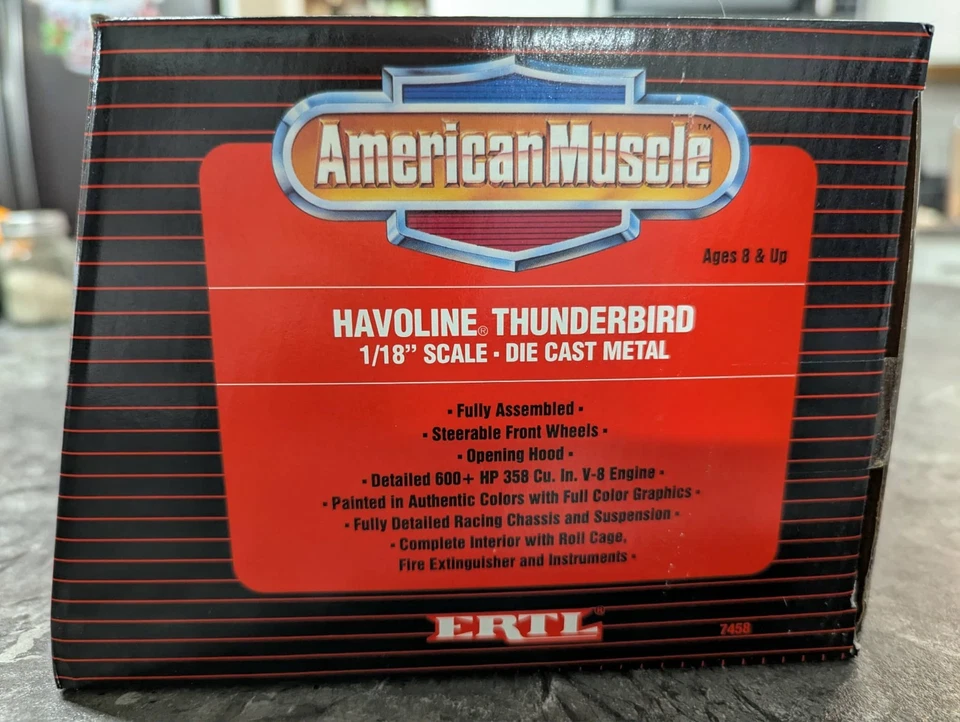 AmericanMuscle™
Ages 8 & Up
HAVOLINE® THUNDERBIRD
1/18” SCALE · DIE CAST METAL
· Fully Assembled ·
· Steerable Front Wheels ·
· Opening Hood ·
· Detailed 600+ HP 358 Cu. In. V-8 Engine ·
· Painted in Authentic Colors with Full Color Graphics ·
· Fully Detailed Racing Chassis and Suspension ·
· Complete Interior with Roll Cage,
Fire Extinguisher and Instruments ·
ERTL®
7458